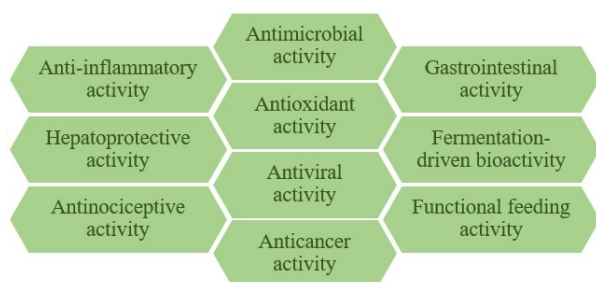 Antimicrobial
activity
Anti-inflammatory
activity
Gastrointestinal
activity
Antioxidant
activity
Hepatoprotective
activity
Fermentation-
driven bioactivity
Antiviral
activity
Antinociceptive
activity
Functional feeding
activity
Anticancer
activity